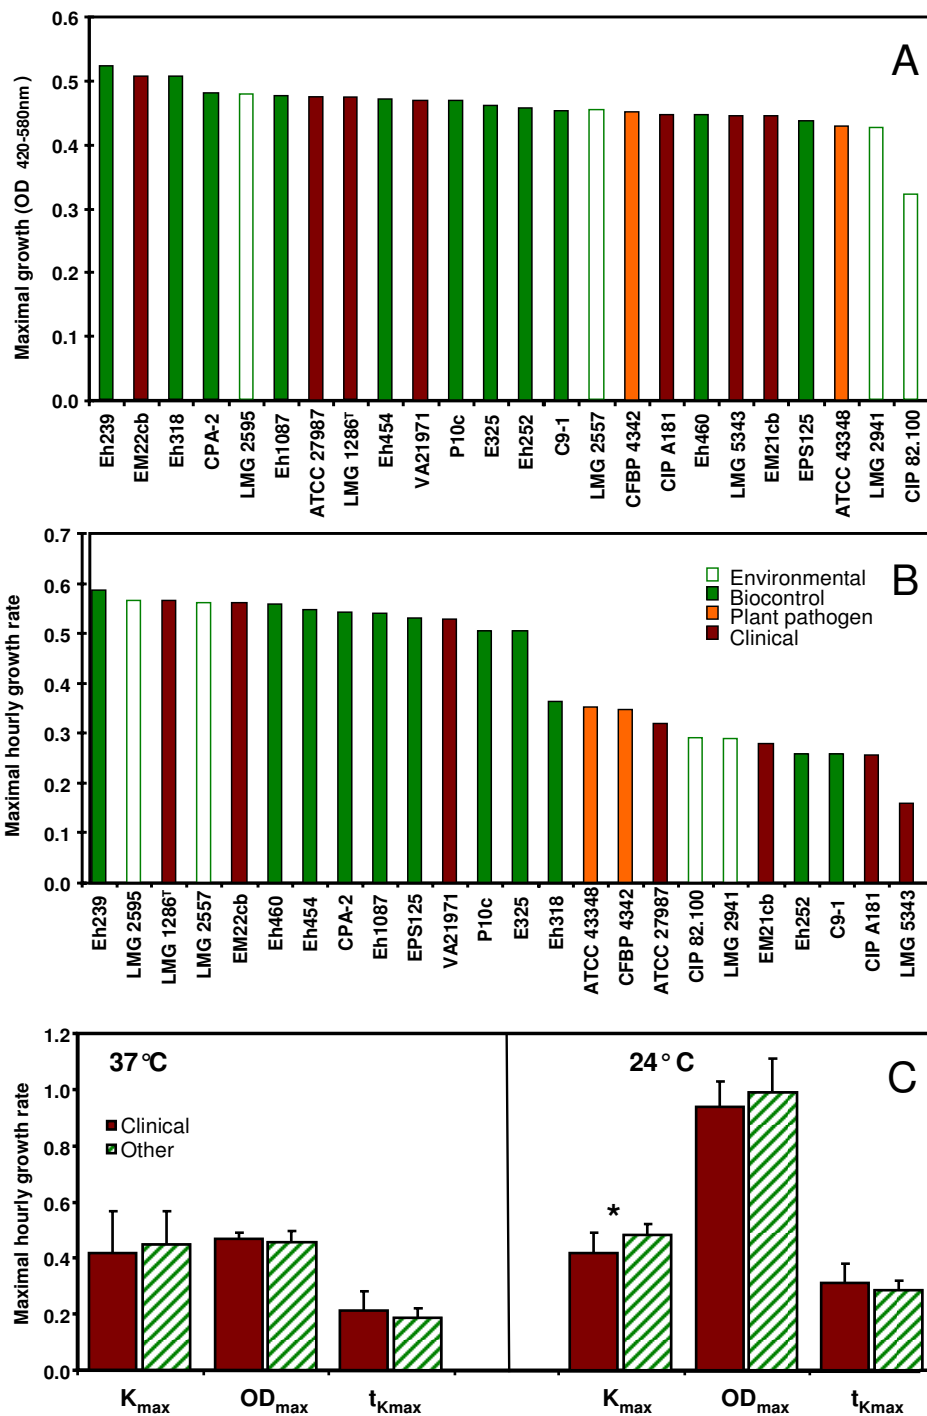 A
Maximal growth (OD 420-580nm)
0.6
0.5
0.4
0.3
0.2
0.1
0.0
Eh239
EM22cb
Eh318
CPA-2
LMG 2595
Eh1087
ATCC 27987
LMG 1286T
Eh454
VA21971
P10c
E325
Eh252
C9-1
LMG 2557
CFBP 4342
CIP A181
Eh460
LMG 5343
EM21cb
EPS125
ATCC 43348
LMG 2941
CIP 82.100
B
Maximal hourly growth rate
0.7
0.6
0.5
0.4
0.3
0.2
0.1
0.0
Environmental
Biocontrol
Plant pathogen
Clinical
Eh239
LMG 2595
LMG 1286T
LMG 2557
EM22cb
Eh460
Eh454
CPA-2
Eh1087
EPS125
VA21971
P10c
E325
Eh318
ATCC 43348
CFBP 4342
ATCC 27987
CIP 82.100
LMG 2941
EM21cb
Eh252
C9-1
CIP A181
LMG 5343
C
Maximal hourly growth rate
1.2
1.0
0.8
0.6
0.4
0.2
0.0
37°C
24° C
Clinical
Other
*
Kmax
ODmax
tKmax
Kmax
ODmax
tKmax